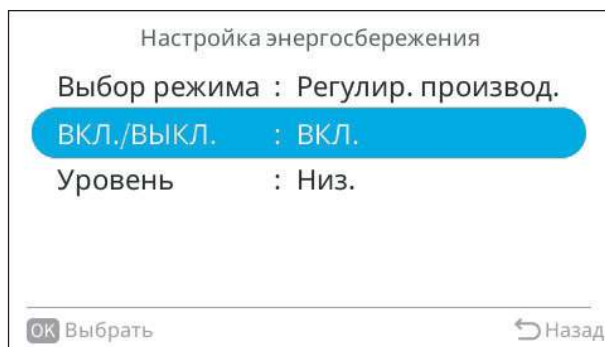 Настройка энергосбережения
Выбор режима : Регулир. производ.
ВКЛ./ВЫКЛ. : ВКЛ.
Уровень : Низ.
OK Выбрать Назад